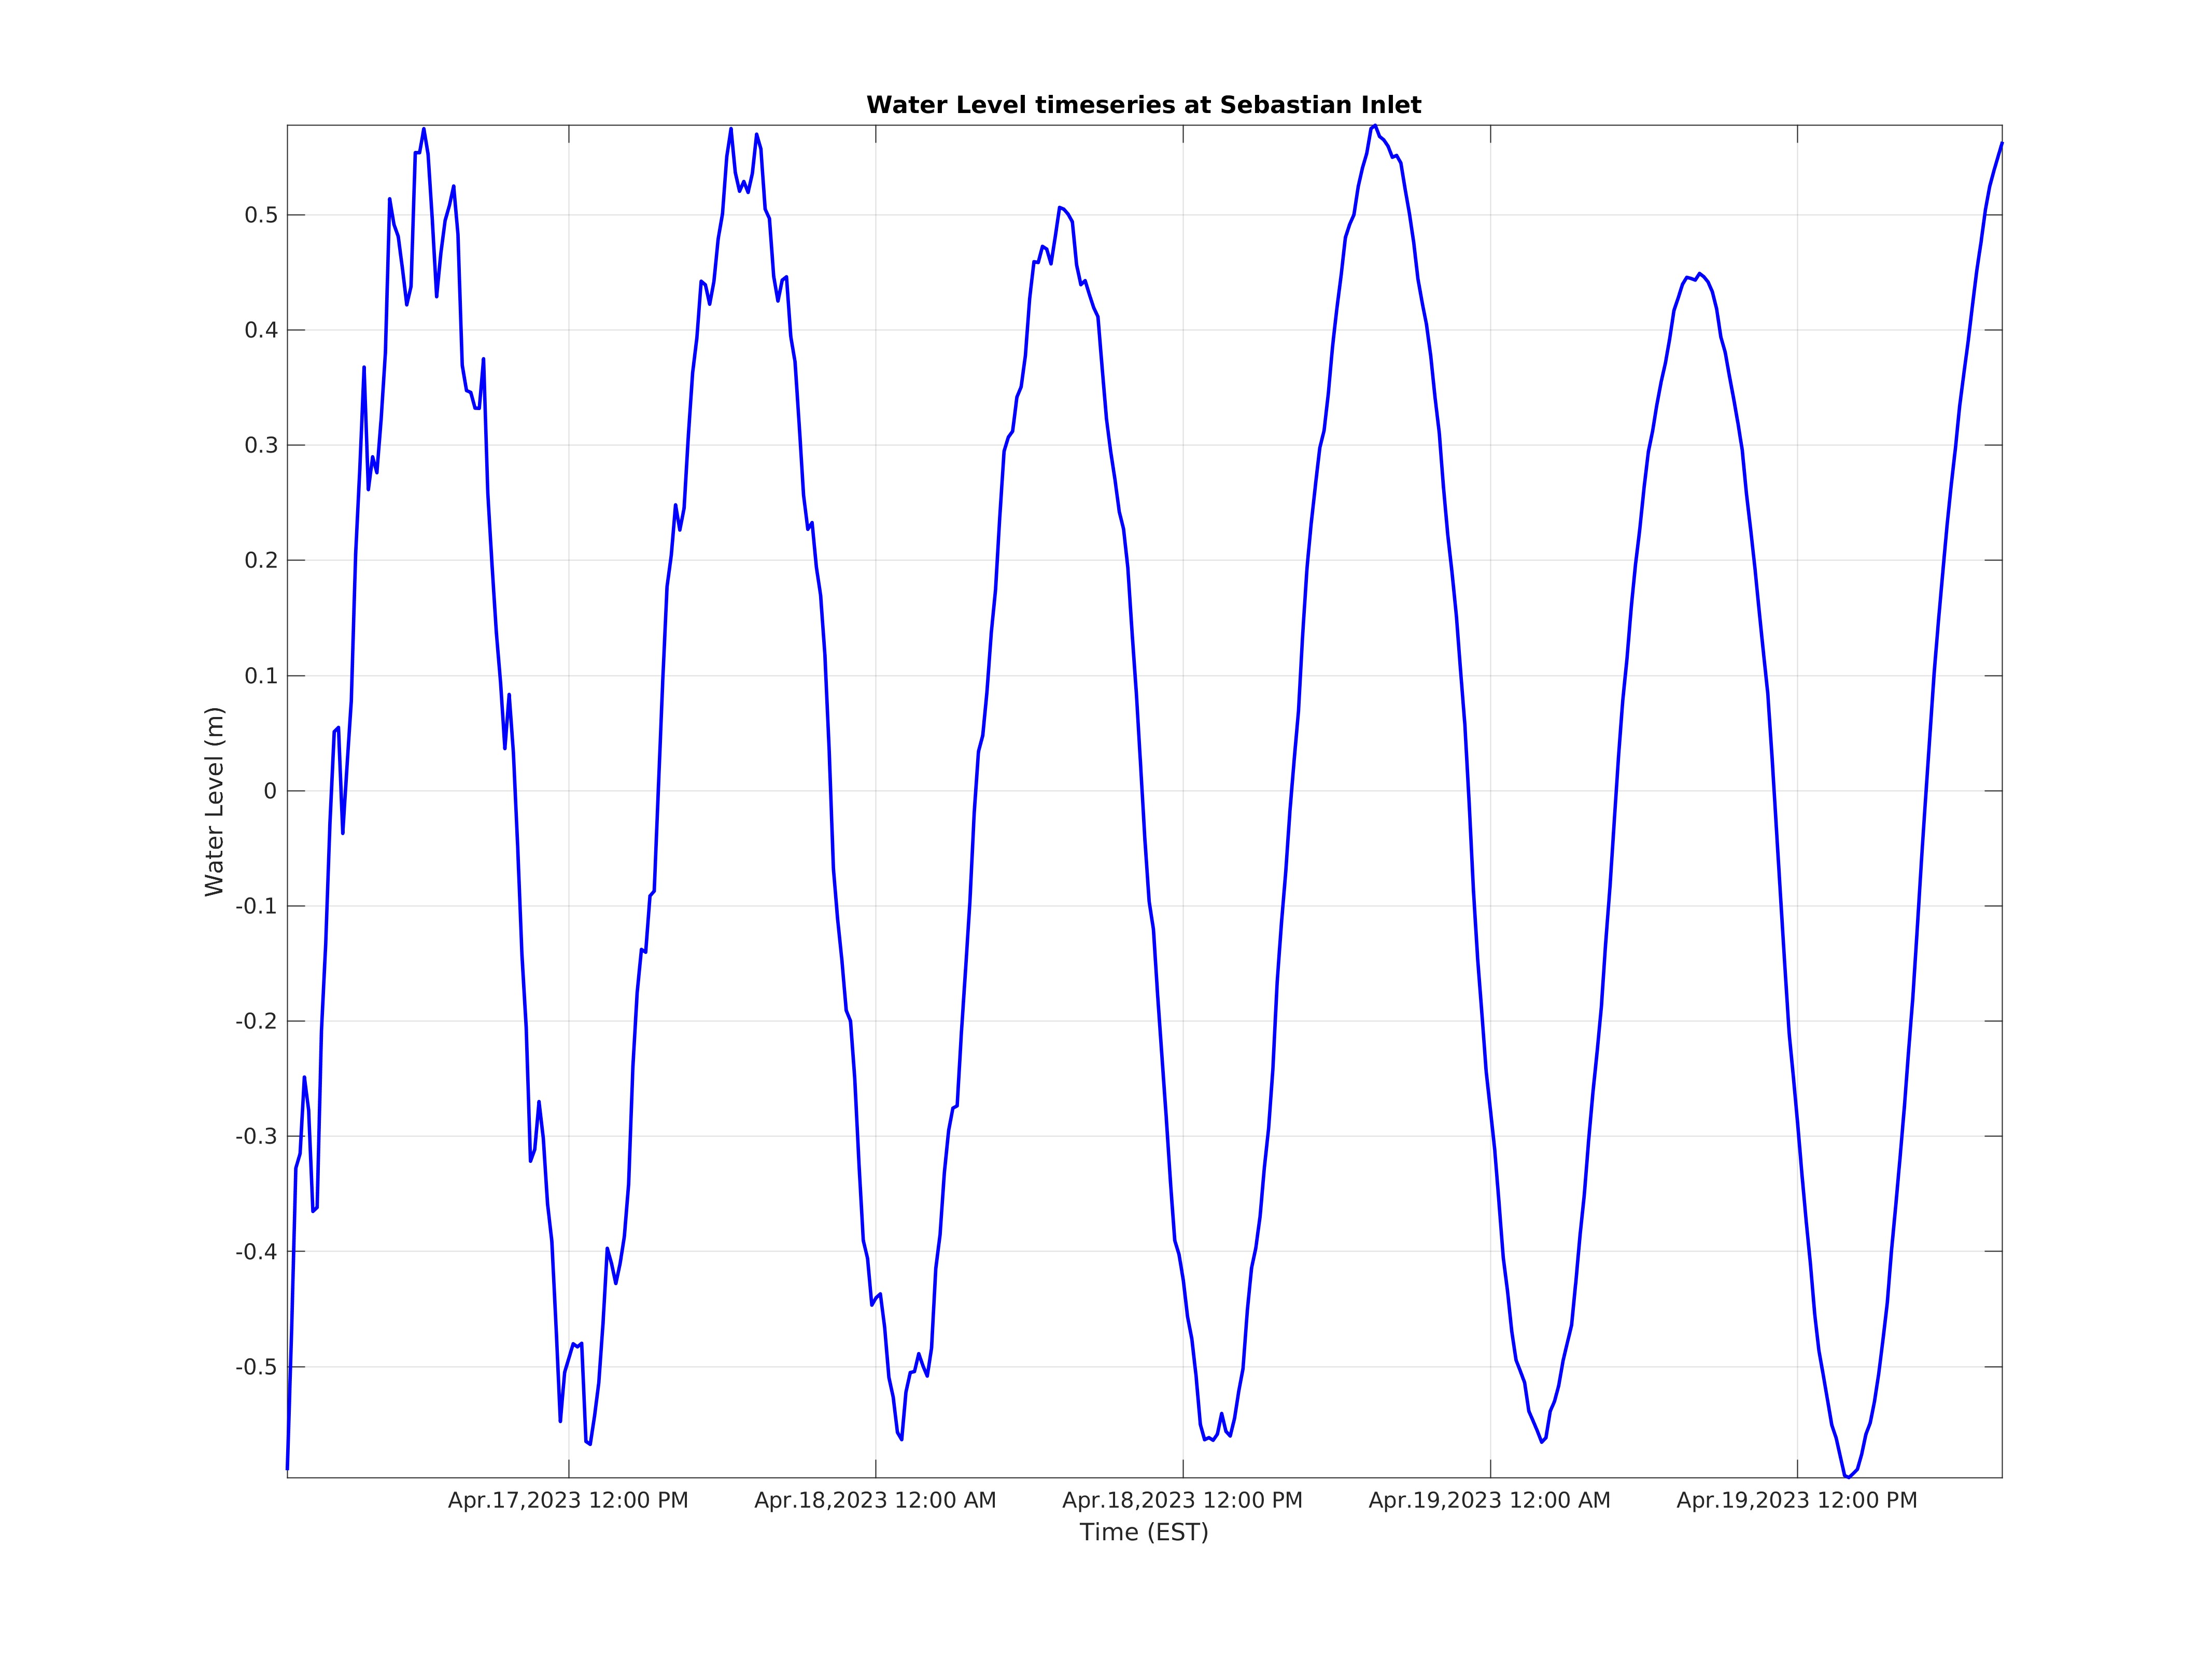 Water Level timeseries at Sebastian Inlet
Water Level (m)
0.5
0.4
0.3
0.2
0.1
0
-0.1
-0.2
-0.3
-0.4
-0.5
Apr.17,2023 12:00 PM
Apr.18,2023 12:00 AM
Apr.18,2023 12:00 PM
Apr.19,2023 12:00 AM
Apr.19,2023 12:00 PM
Time (EST)